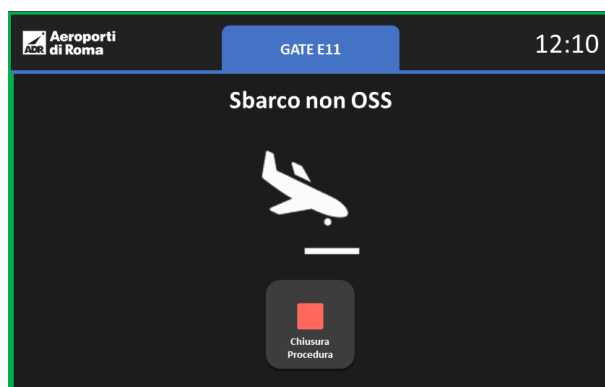 Aeroporti
di Roma
ADR
GATE E11
12:10
Sbarco non OSS
Chiusura
Procedura